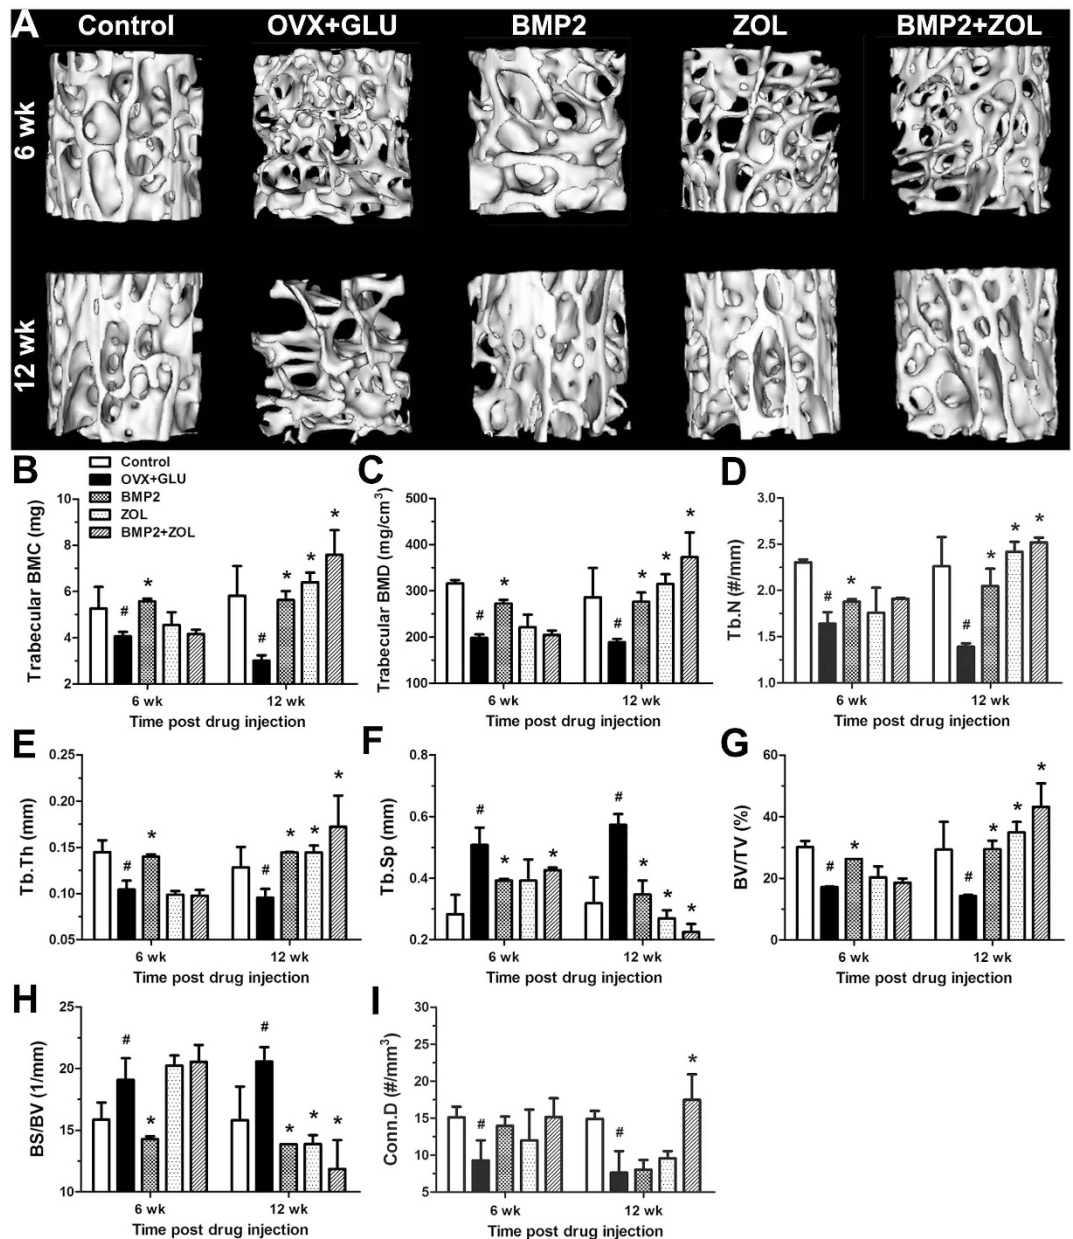 A
Control
OVX+GLU
BMP2
ZOL
BMP2+ZOL
6 wk
12 wk
B
Control
OVX+GLU
BMP2
ZOL
BMP2+ZOL
Trabecular BMC (mg)
10
8
6
4
2
#
*
#
*
*
*
6 wk
12 wk
Time post drug injection
C
Trabecular BMD (mg/cm³)
500
400
300
200
100
#
*
#
*
*
*
6 wk
12 wk
Time post drug injection
D
Tb.N (#/mm)
3.0
2.5
2.0
1.5
1.0
#
*
#
*
*
*
6 wk
12 wk
Time post drug injection
E
Tb.Th (mm)
0.25
0.20
0.15
0.10
0.05
#
*
#
*
*
*
6 wk
12 wk
Time post drug injection
F
Tb.Sp (mm)
0.8
0.6
0.4
0.2
#
*
*
#
*
*
*
6 wk
12 wk
Time post drug injection
G
BV/TV (%)
60
40
20
0
#
*
#
*
*
*
6 wk
12 wk
Time post drug injection
H
BS/BV (1/mm)
25
20
15
10
#
*
#
*
*
*
6 wk
12 wk
Time post drug injection
I
Conn.D (#/mm³)
30
25
20
15
10
5
#
#
*
6 wk
12 wk
Time post drug injection